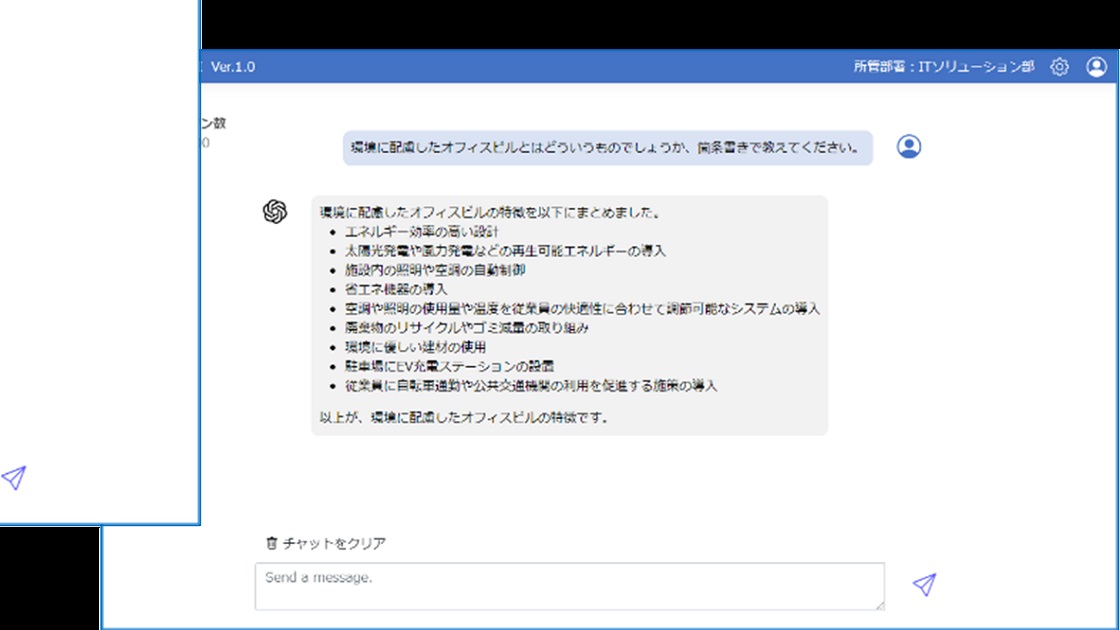 Ver.1.0
所管部署：ITソリューション部
ン数
環境に配慮したオフィスビルとはどういうものでしょうか、箇条書きで教えてください。
環境に配慮したオフィスビルの特徴を以下にまとめました。
• エネルギー効率の高い設計
• 太陽光発電や風力発電などの再生可能エネルギーの導入
• 施設内の照明や空調の自動制御
• 省エネ機器の導入
• 空調や照明の使用量や温度を従業員の快適性に合わせて調節可能なシステムの導入
• 廃棄物のリサイクルやゴミ減量の取り組み
• 環境に優しい建材の使用
• 駐車場にEV充電ステーションの設置
• 従業員に自転車通勤や公共交通機関の利用を促進する施策の導入
以上が、環境に配慮したオフィスビルの特徴です。
チャットをクリア
Send a message.